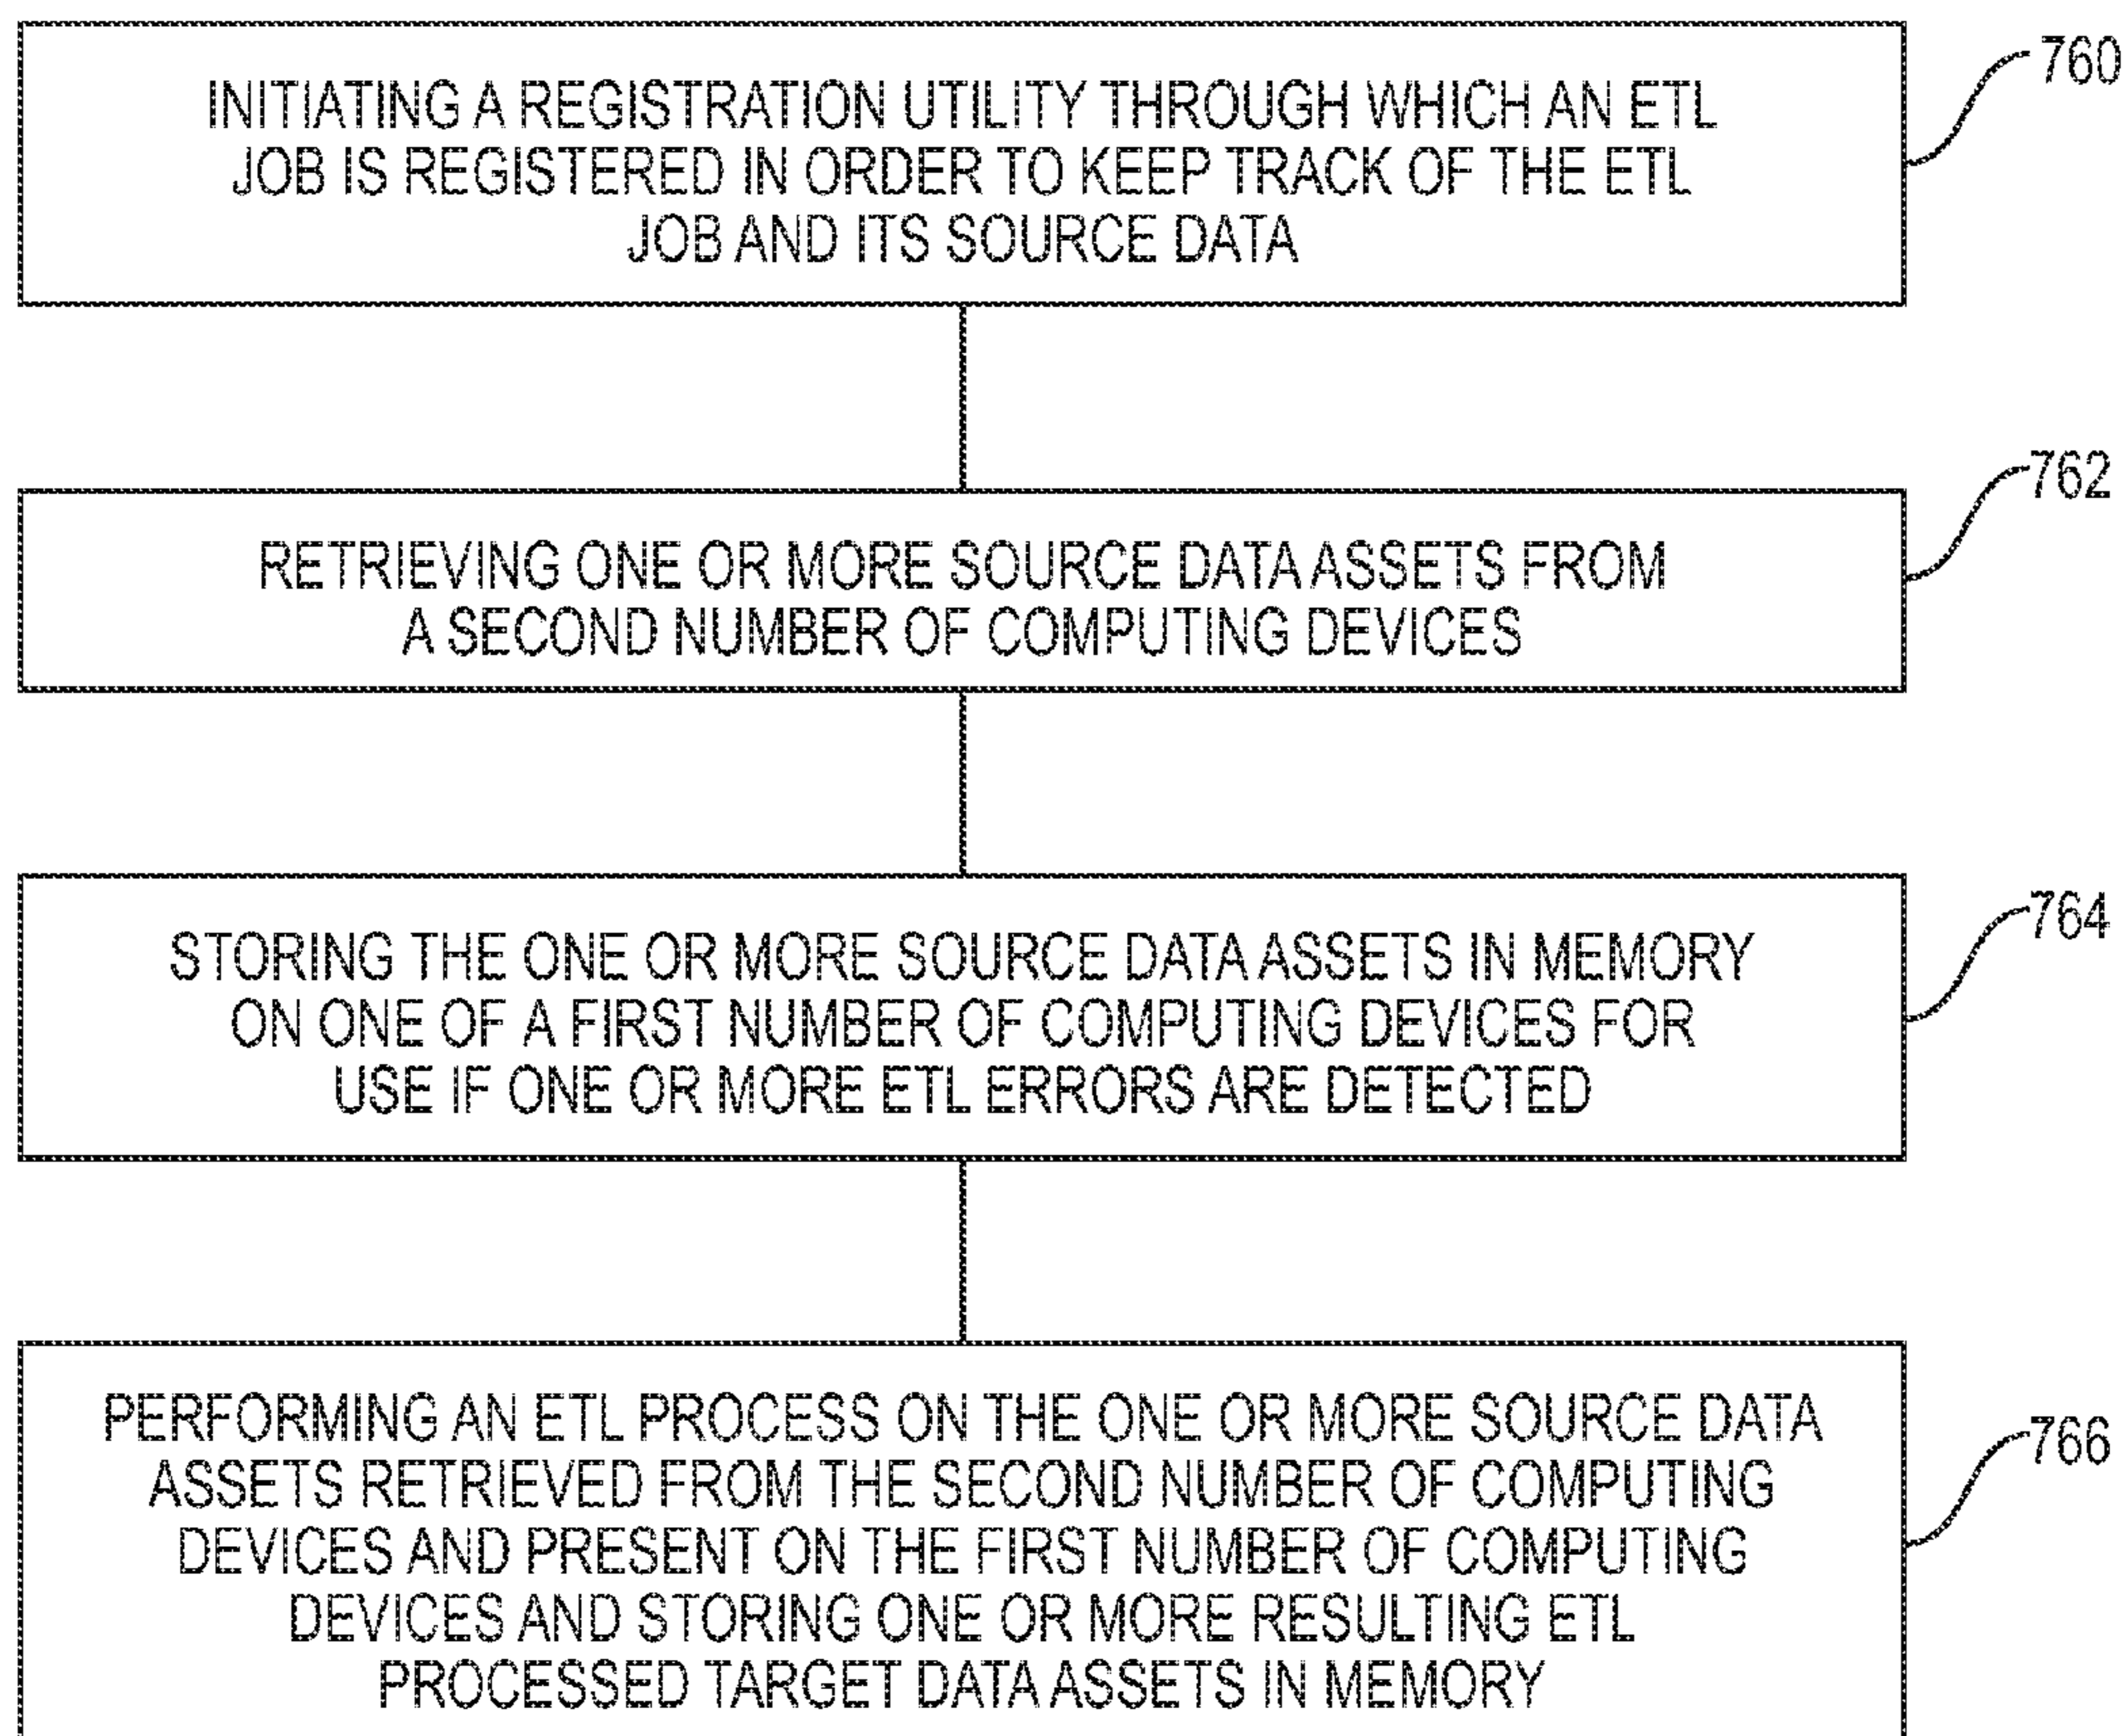 INITIATING A REGISTRATION UTILITY THROUGH WHICH AN ETL
JOB IS REGISTERED IN ORDER TO KEEP TRACK OF THE ETL
JOB AND ITS SOURCE DATA
760
RETRIEVING ONE OR MORE SOURCE DATA ASSETS FROM
A SECOND NUMBER OF COMPUTING DEVICES
762
STORING THE ONE OR MORE SOURCE DATA ASSETS IN MEMORY
ON ONE OF A FIRST NUMBER OF COMPUTING DEVICES FOR
USE IF ONE OR MORE ETL ERRORS ARE DETECTED
764
PERFORMING AN ETL PROCESS ON THE ONE OR MORE SOURCE DATA
ASSETS RETRIEVED FROM THE SECOND NUMBER OF COMPUTING
DEVICES AND PRESENT ON THE FIRST NUMBER OF COMPUTING
DEVICES AND STORING ONE OR MORE RESULTING ETL
PROCESSED TARGET DATA ASSETS IN MEMORY
766